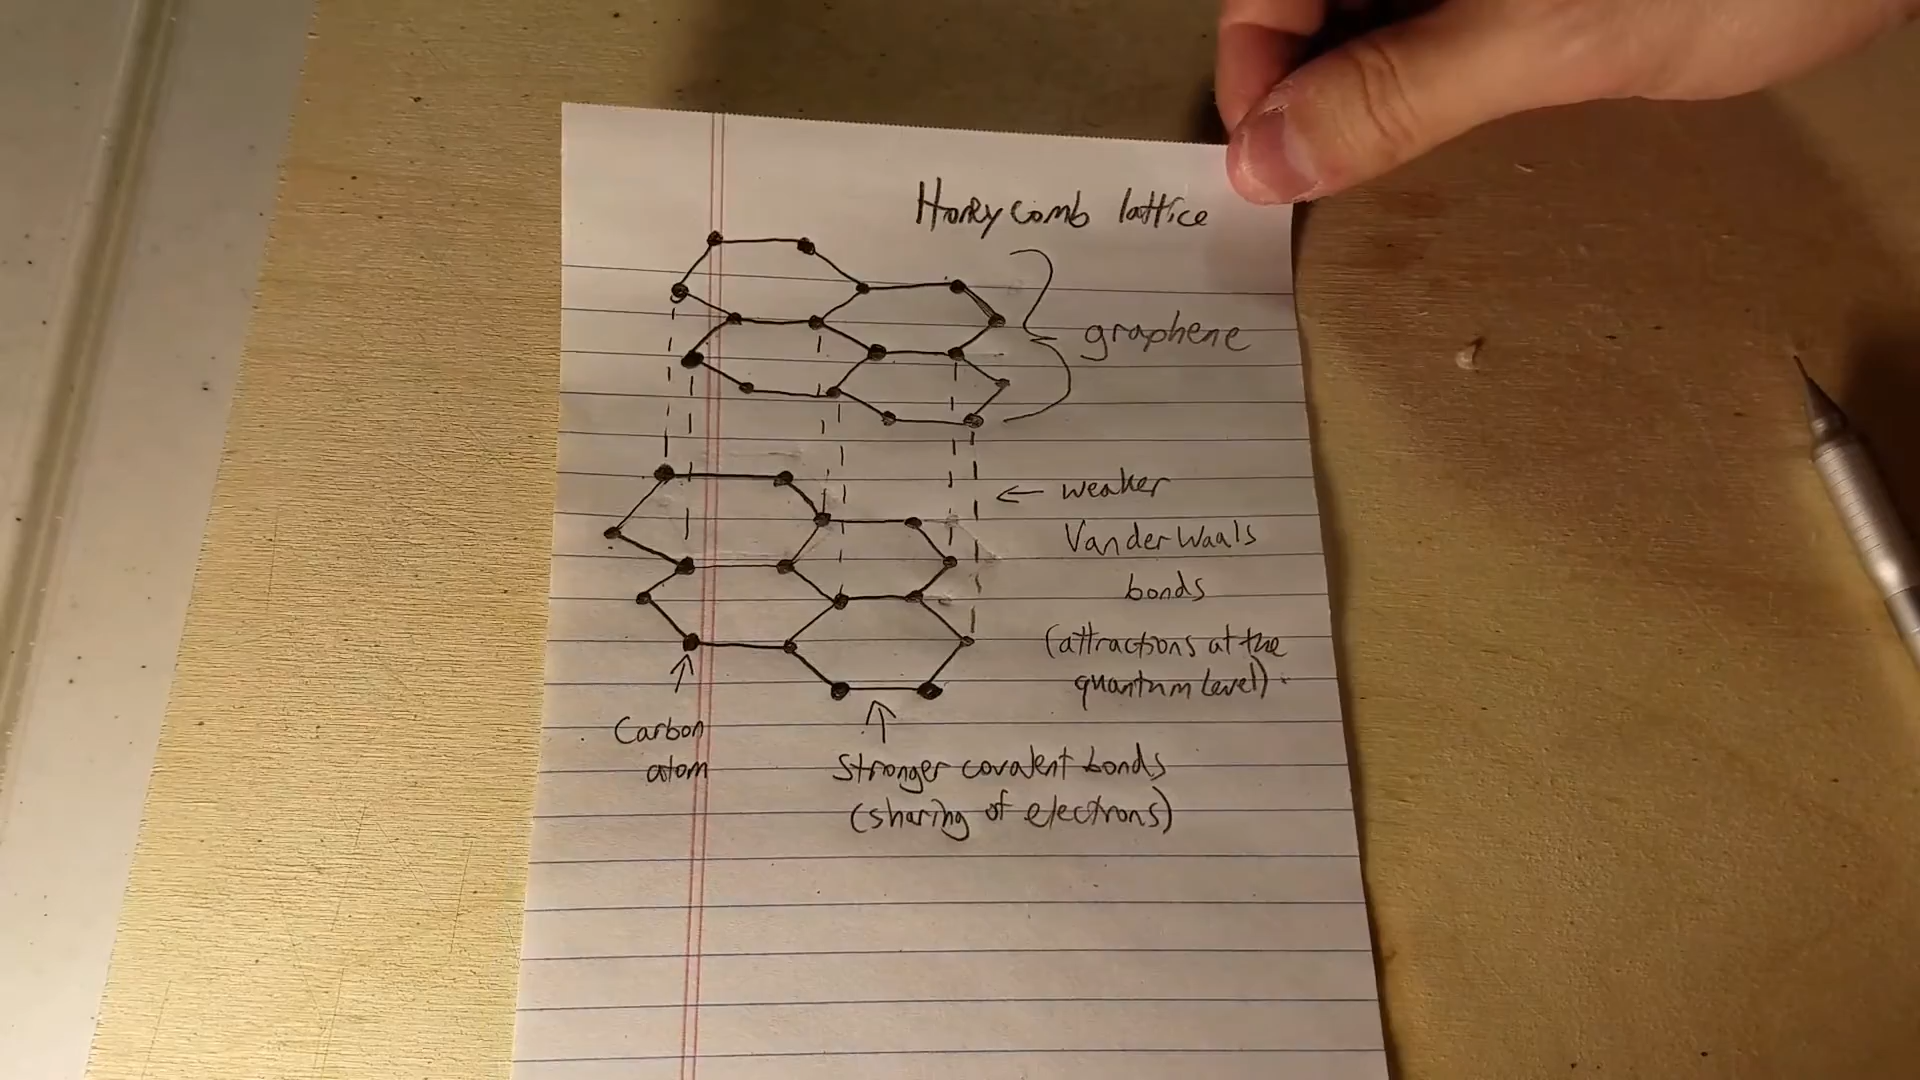 Honeycomb lattice
graphene
weaker
Van der Waals
bonds
(attractions at the
quantum level)
Carbon
atom
Stronger covalent bonds
(sharing of electrons)